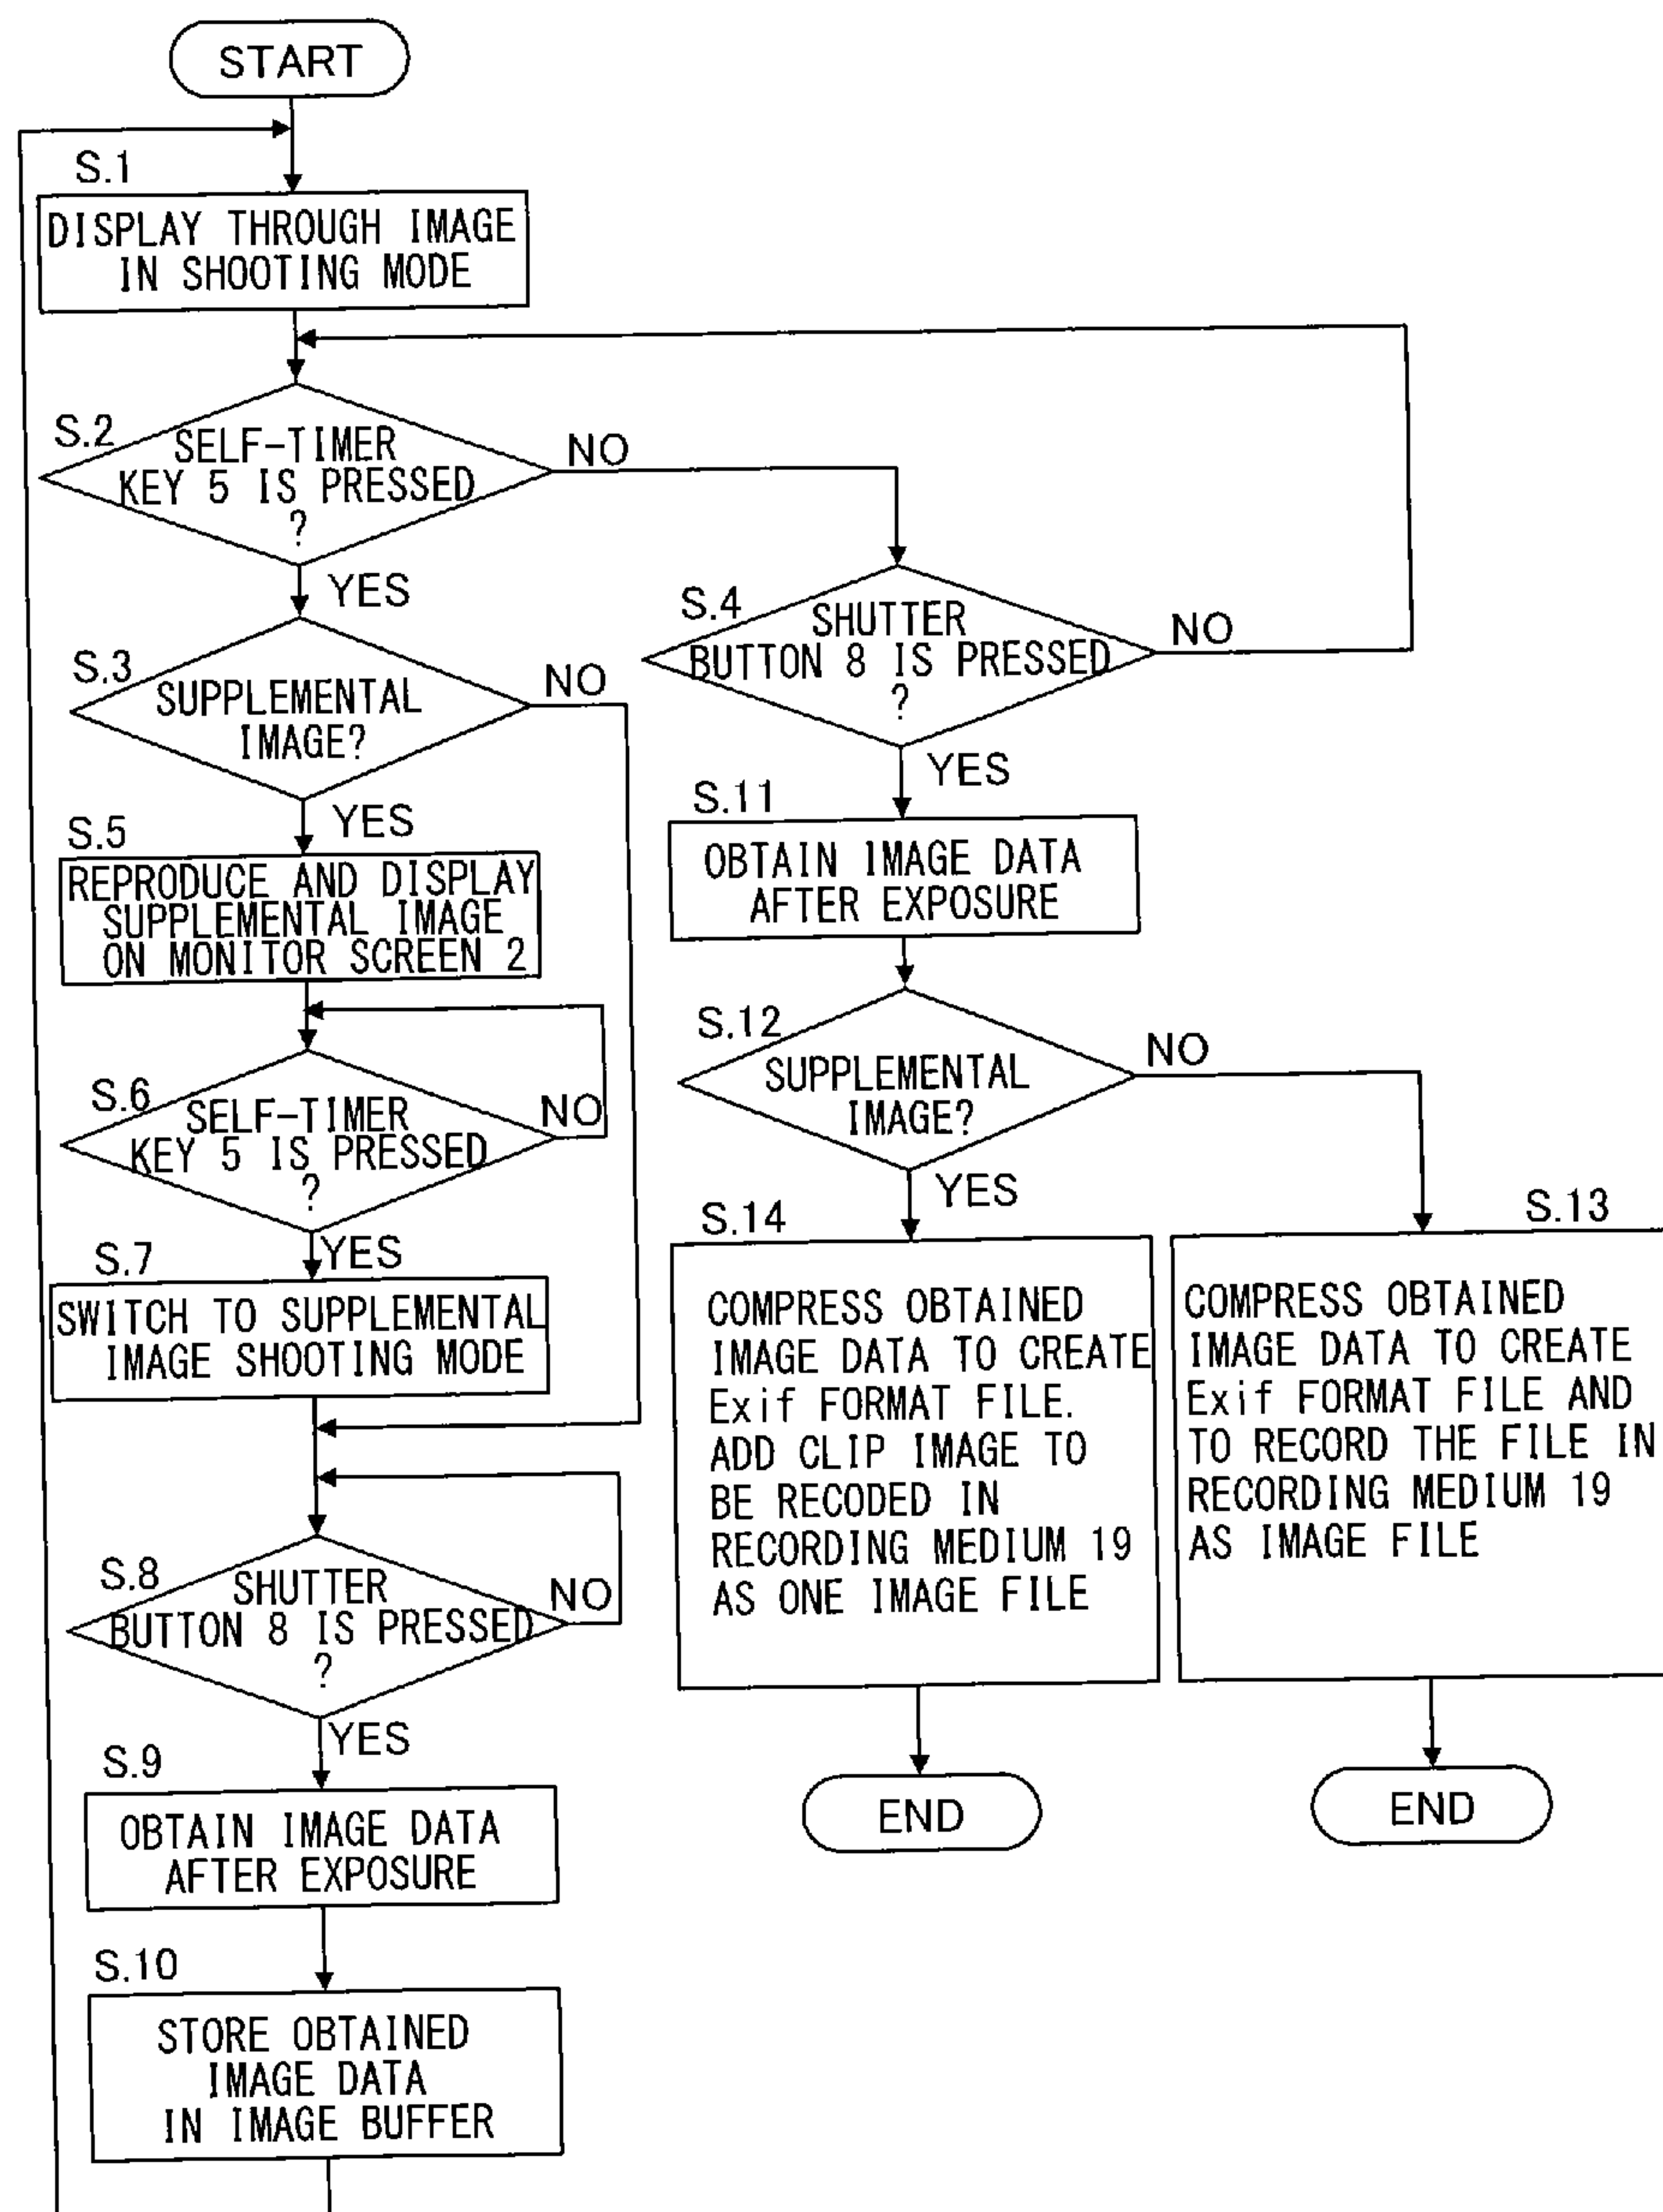 START
S.1
DISPLAY THROUGH IMAGE
IN SHOOTING MODE
S.2
SELF-TIMER
KEY 5 IS PRESSED
?
NO
YES
S.3
SUPPLEMENTAL
IMAGE?
NO
YES
S.4
SHUTTER
BUTTON 8 IS PRESSED
?
NO
YES
S.5
REPRODUCE AND DISPLAY
SUPPLEMENTAL IMAGE
ON MONITOR SCREEN 2
S.6
SELF-TIMER
KEY 5 IS PRESSED
?
NO
YES
S.7
SWITCH TO SUPPLEMENTAL
IMAGE SHOOTING MODE
S.8
SHUTTER
BUTTON 8 IS PRESSED
?
NO
YES
S.9
OBTAIN IMAGE DATA
AFTER EXPOSURE
S.10
STORE OBTAINED
IMAGE DATA
IN IMAGE BUFFER
S.11
OBTAIN IMAGE DATA
AFTER EXPOSURE
S.12
SUPPLEMENTAL
IMAGE?
NO
YES
S.14
COMPRESS OBTAINED
IMAGE DATA TO CREATE
Exif FORMAT FILE.
ADD CLIP IMAGE TO
BE RECODED IN
RECORDING MEDIUM 19
AS ONE IMAGE FILE
END
S.13
COMPRESS OBTAINED
IMAGE DATA TO CREATE
Exif FORMAT FILE AND
TO RECORD THE FILE IN
RECORDING MEDIUM 19
AS IMAGE FILE
END